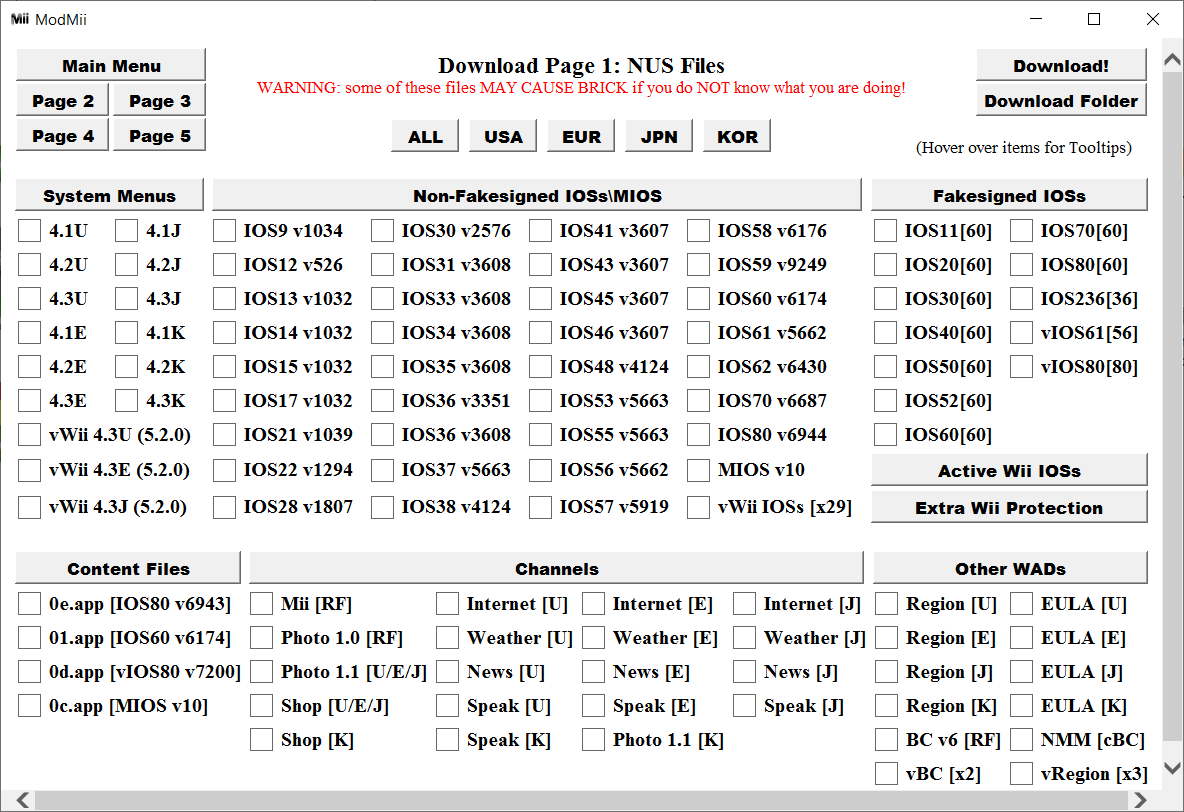 Mii ModMii
Main Menu
Page 2 Page 3
Page 4 Page 5
Download Page 1: NUS Files
WARNING: some of these files MAY CAUSE BRICK if you do NOT know what you are doing!
ALL USA EUR JPN KOR
Download!
Download Folder
(Hover over items for Tooltips)
System Menus
4.1U 4.1J
4.2U 4.2J
4.3U 4.3J
4.1E 4.1K
4.2E 4.2K
4.3E 4.3K
vWii 4.3U (5.2.0)
vWii 4.3E (5.2.0)
vWii 4.3J (5.2.0)
Non-Fakesigned IOSs\MIOS
IOS9 v1034 IOS30 v2576 IOS41 v3607 IOS58 v6176
IOS12 v526 IOS31 v3608 IOS43 v3607 IOS59 v9249
IOS13 v1032 IOS33 v3608 IOS45 v3607 IOS60 v6174
IOS14 v1032 IOS34 v3608 IOS46 v3607 IOS61 v5662
IOS15 v1032 IOS35 v3608 IOS48 v4124 IOS62 v6430
IOS17 v1032 IOS36 v3351 IOS53 v5663 IOS70 v6687
IOS21 v1039 IOS36 v3608 IOS55 v5663 IOS80 v6944
IOS22 v1294 IOS37 v5663 IOS56 v5662 MIOS v10
IOS28 v1807 IOS38 v4124 IOS57 v5919 vWii IOSs [x29]
Fakesigned IOSs
IOS11[60] IOS70[60]
IOS20[60] IOS80[60]
IOS30[60] IOS236[36]
IOS40[60] vIOS61[56]
IOS50[60] vIOS80[80]
IOS52[60]
IOS60[60]
Active Wii IOSs
Extra Wii Protection
Content Files
0e.app [IOS80 v6943]
01.app [IOS60 v6174]
0d.app [vIOS80 v7200]
0c.app [MIOS v10]
Channels
Mii [RF] Internet [U] Internet [E] Internet [J]
Photo 1.0 [RF] Weather [U] Weather [E] Weather [J]
Photo 1.1 [U/E/J] News [U] News [E] News [J]
Shop [U/E/J] Speak [U] Speak [E] Speak [J]
Shop [K] Speak [K] Photo 1.1 [K]
Other WADs
Region [U] EULA [U]
Region [E] EULA [E]
Region [J] EULA [J]
Region [K] EULA [K]
BC v6 [RF] NMM [cBC]
vBC [x2] vRegion [x3]